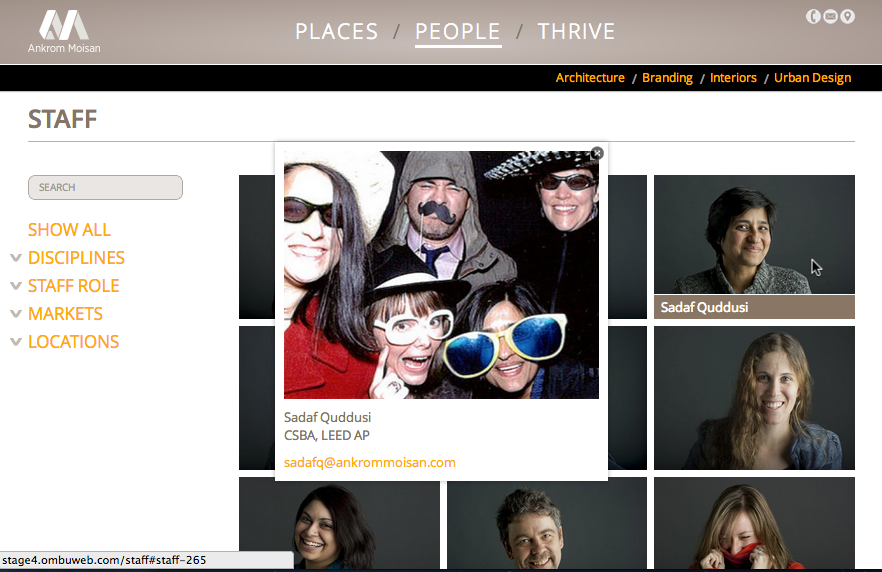 PLACES / PEOPLE / THRIVE
Ankrom Moisan
Architecture / Branding / Interiors / Urban Design
STAFF
SEARCH
SHOW ALL
DISCIPLINES
STAFF ROLE
MARKETS
LOCATIONS
Sadaf Quddusi
Sadaf Quddusi
CSBA, LEED AP
sadafq@ankrommoisan.com
stage4.ombuweb.com/staff#staff-265